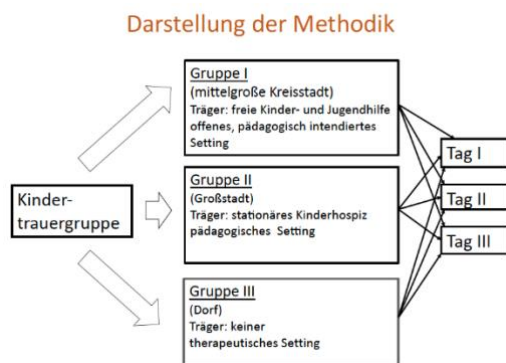 Darstellung der Methodik
Kinder-
trauergruppe
Gruppe I
(mittelgroße Kreisstadt)
Träger: freie Kinder- und Jugendhilfe
offenes, pädagogisch intendiertes
Setting
Gruppe II
(Großstadt)
Träger: stationäres Kinderhospiz
pädagogisches Setting
Gruppe III
(Dorf)
Träger: keiner
therapeutisches Setting
Tag I
Tag II
Tag III